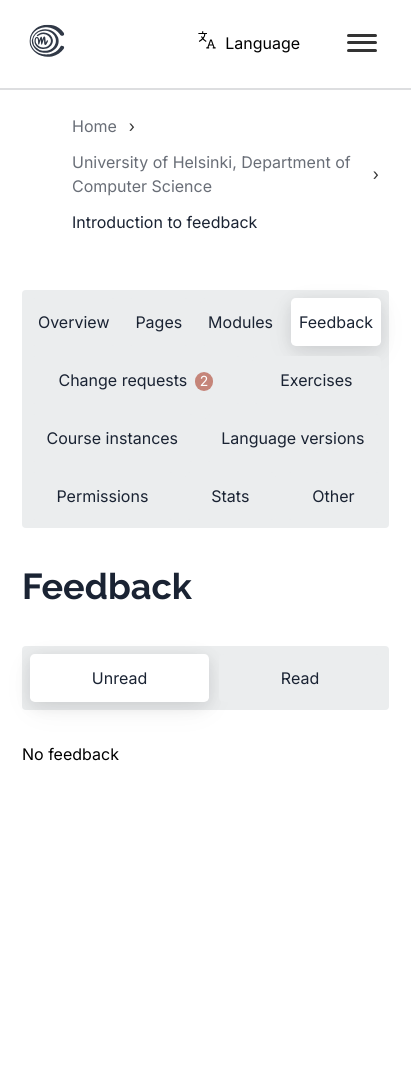 Language
Home ›
University of Helsinki, Department of
Computer Science ›
Introduction to feedback
Overview Pages Modules Feedback
Change requests 2 Exercises
Course instances Language versions
Permissions Stats Other
Feedback
Unread Read
No feedback